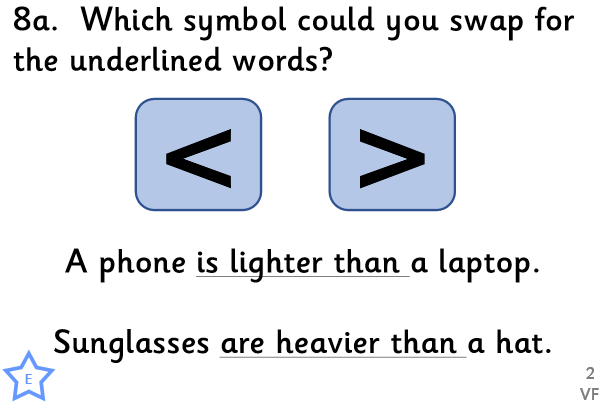 8a. Which symbol could you swap for
the underlined words?
< >
A phone is lighter than a laptop.
Sunglasses are heavier than a hat.
E
2
VF